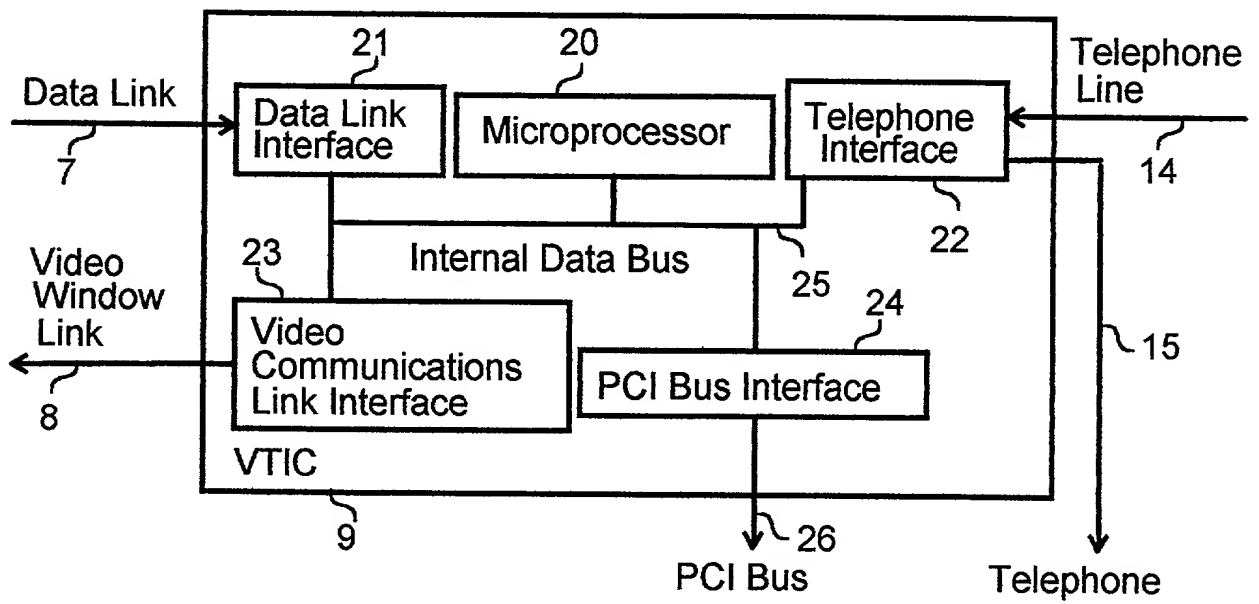 21
20
Telephone
Line
Data Link
7
Data Link
Interface
Microprocessor
Telephone
Interface
14
22
Internal Data Bus
25
Video
Window
Link
8
23
Video
Communications
Link Interface
24
PCI Bus Interface
15
VTIC
9
26
PCI Bus
Telephone